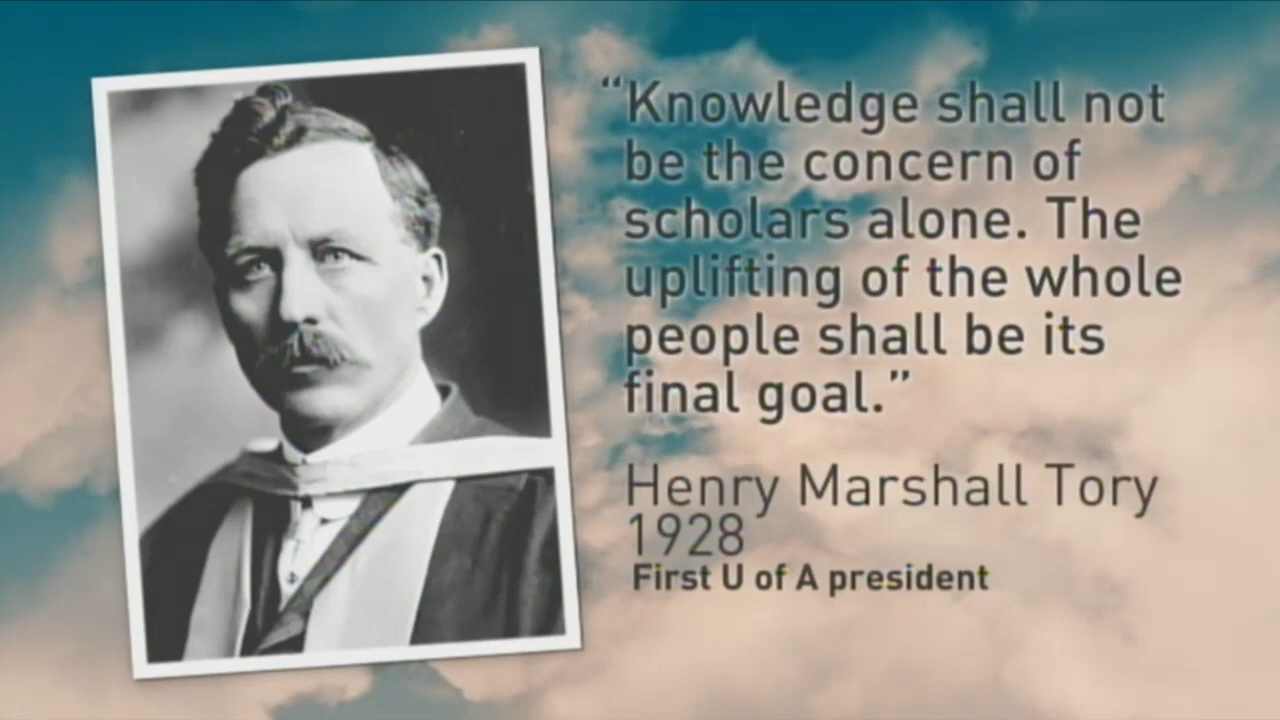 “Knowledge shall not
be the concern of
scholars alone. The
uplifting of the whole
people shall be its
final goal.”
Henry Marshall Tory
1928
First U of A president